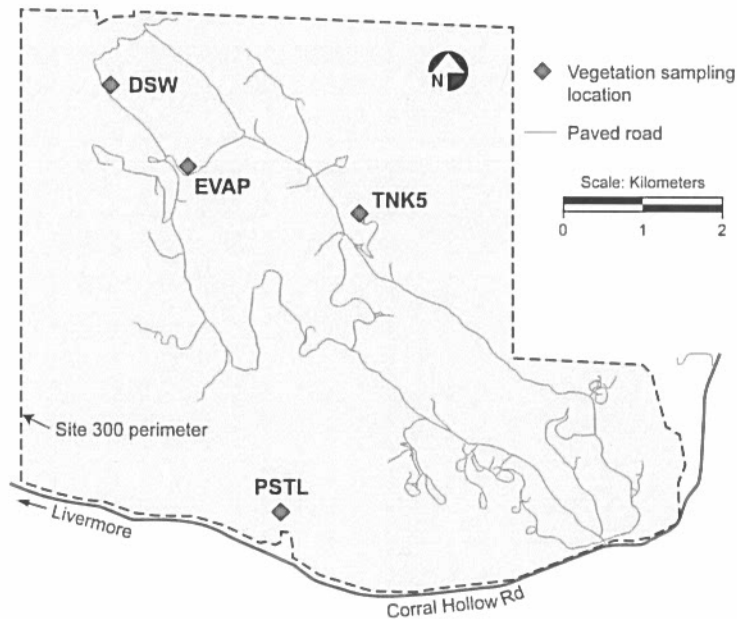 DSW
EVAP
TNK5
PSTL
N
Vegetation sampling
location
Paved road
Scale: Kilometers
0 1 2
Site 300 perimeter
Livermore
Corral Hollow Rd